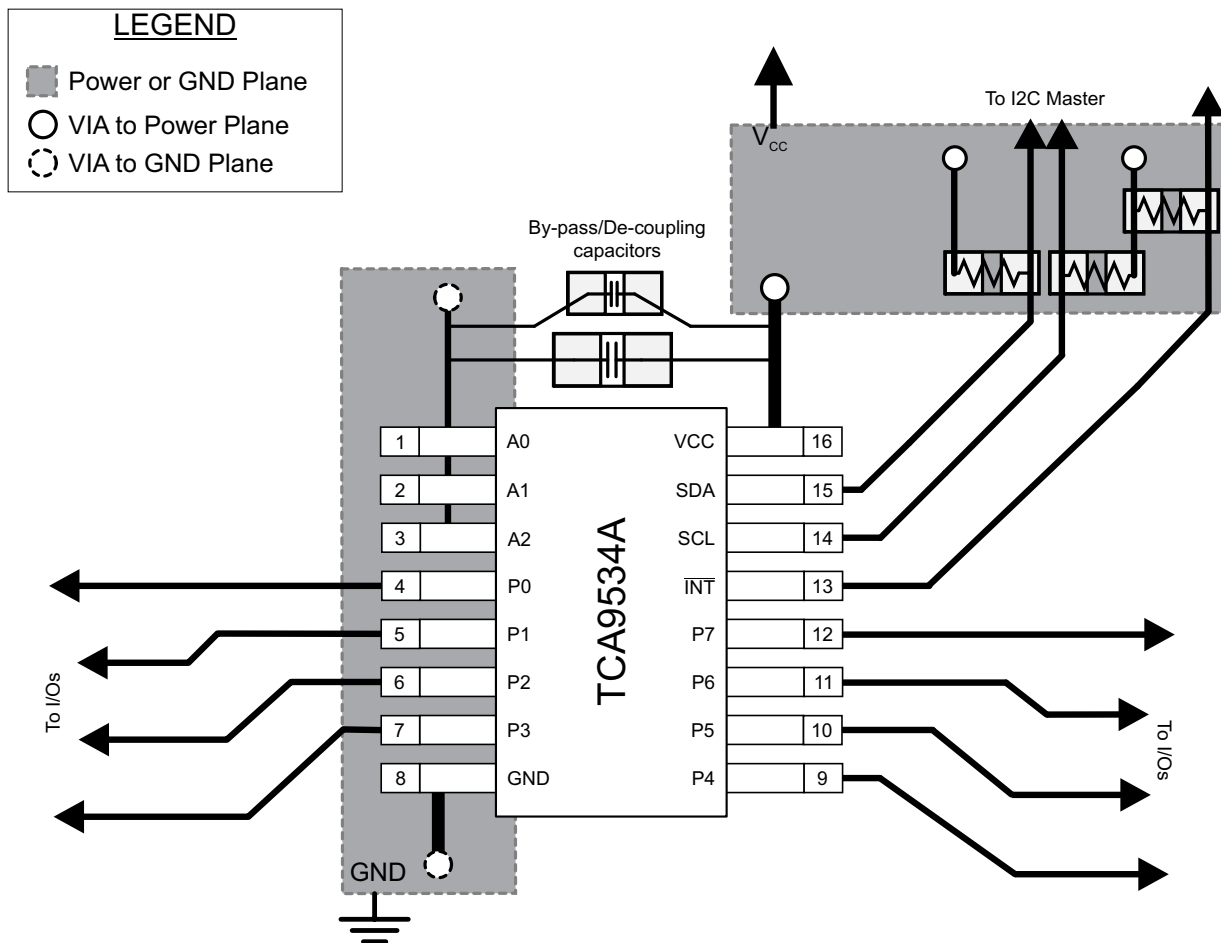 LEGEND
Power or GND Plane
VIA to Power Plane
VIA to GND Plane
To I2C Master
VCC
By-pass/De-coupling
capacitors
1 A0 VCC 16
2 A1 SDA 15
3 A2 SCL 14
4 P0 INT 13
5 P1 P7 12
6 P2 P6 11
7 P3 P5 10
8 GND P4 9
TCA9534A
To I/Os
To I/Os
GND